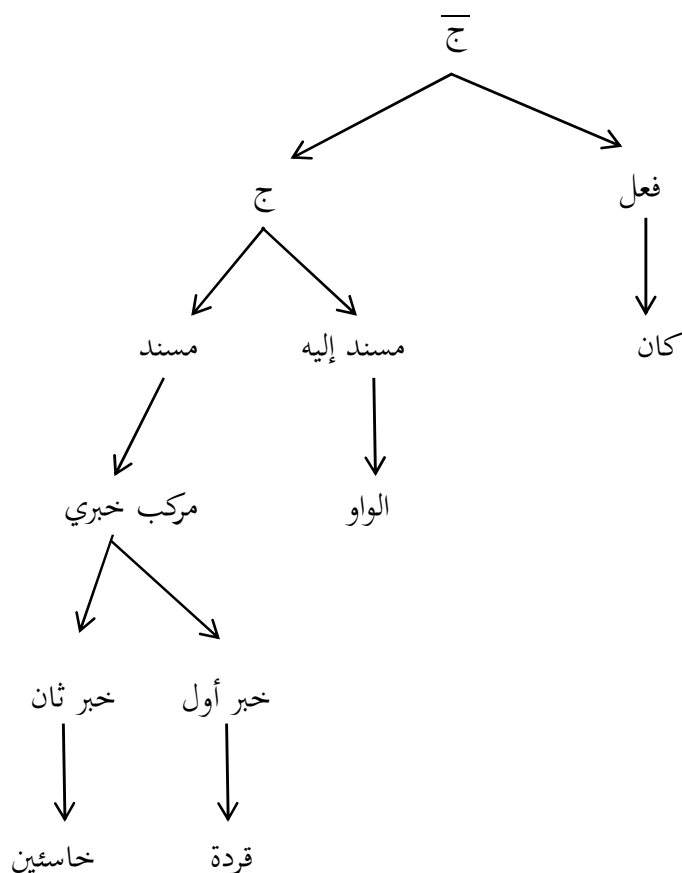 ج
فعل
ج
كان
مسند إليه
مسند
الواو
مركب خبري
خبر أول
خبر ثان
قردة
خاسئين